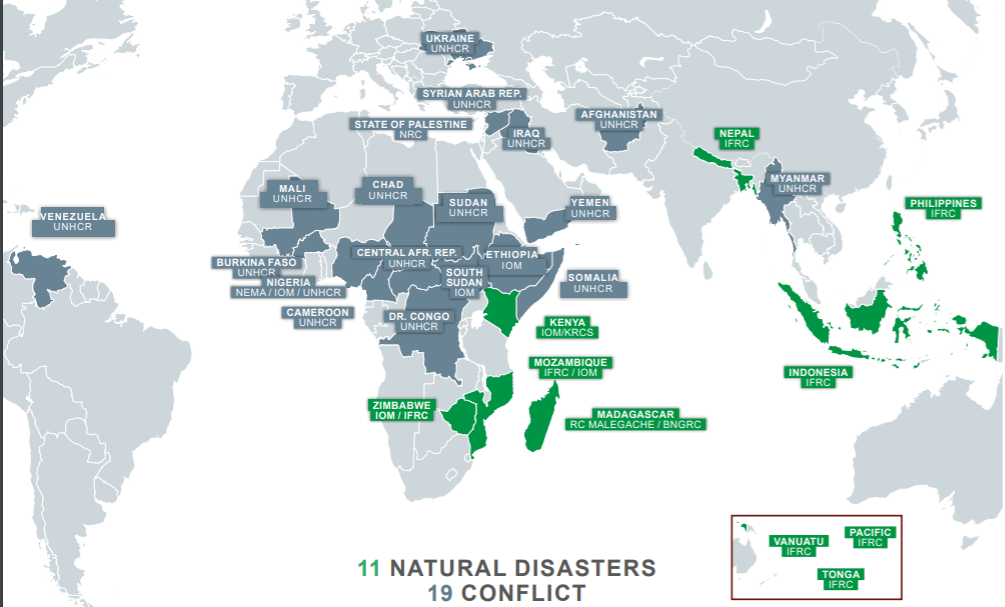 UKRAINE
UNHCR
SYRIAN ARAB REP.
UNHCR
STATE OF PALESTINE
NRC
IRAQ
UNHCR
AFGHANISTAN
UNHCR
NEPAL
IFRC
MYANMAR
UNHCR
PHILIPPINES
IFRC
MALI
UNHCR
CHAD
UNHCR
SUDAN
UNHCR
YEMEN
UNHCR
VENEZUELA
UNHCR
BURKINA FASO
UNHCR
NIGERIA
NEMA / IOM / UNHCR
CENTRAL AFR. REP.
UNHCR
ETHIOPIA
IOM
SOUTH
SUDAN
IOM
SOMALIA
UNHCR
CAMEROON
UNHCR
DR. CONGO
UNHCR
KENYA
IOM/KRCS
MOZAMBIQUE
IFRC / IOM
INDONESIA
IFRC
ZIMBABWE
IOM / IFRC
MADAGASCAR
RC MALEGACHE / BNGRC
VANUATU
IFRC
PACIFIC
IFRC
TONGA
IFRC
11 NATURAL DISASTERS
19 CONFLICT